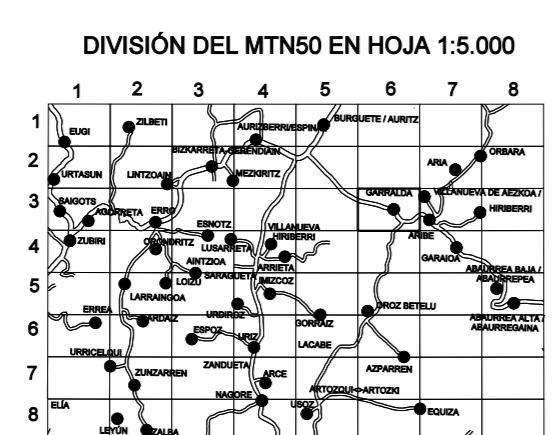 DIVISIÓN DEL MTN50 EN HOJA 1:5.000
1 2 3 4 5 6 7 8
1
ZILBETI
BURGUETE / AURITZ
EUGI
AURIZBERRI/ESPINAL
2
BIZKARRETA-GERENDIAIN
ORBARA
ARIA
URTASUN
LINTZOAIN
MEZKIRITZ
3
GARRALDA
VILLANUEVA DE AEZKOA /
HIRIBERRI
SAIGOTS
AGORRETA
ERRO
ESNOTZ
VILLANUEVA
HIRIBERRI
ARIBE
4
ZUBIRI
ORONDRITZ
LUSARRETA
GARAIOA
AINTZIOA
ARRIETA
ABAURREA BAJA /
ABAURREPEA
5
LOIZU
SARAGUETA
IMIZCOZ
LARRAINGOA
URDIROZ
OROZ BETELU
ABAURREA ALTA /
ABAURREGAINA
ERREA
6
ARDAIZ
GORRAIZ
ESPOZ
URIZ
LACABE
URRICELQUI
7
ZUNZARREN
ZANDUETA
ARCE
AZPARREN
ARTOZQUI<>ARTOZKI
NAGORE
8
ELÍA
USOZ
EQUIZA
LEYÚN
ZALBA